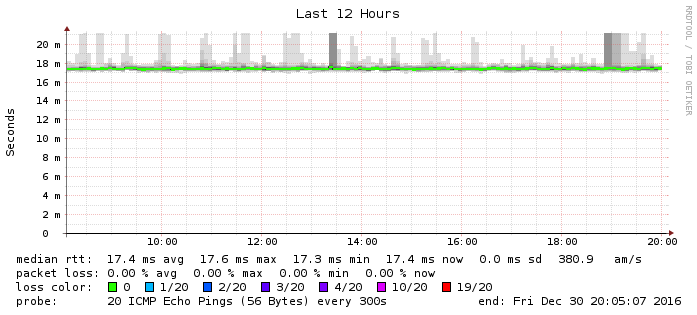 Last 12 Hours
RRDTOOL / TOBI OETIKER
Seconds
20 m
18 m
16 m
14 m
12 m
10 m
8 m
6 m
4 m
2 m
0
10:00 12:00 14:00 16:00 18:00 20:00
median rtt: 17.4 ms avg 17.6 ms max 17.3 ms min 17.4 ms now 0.0 ms sd 380.9 am/s
packet loss: 0.00 % avg 0.00 % max 0.00 % min 0.00 % now
loss color: 0 1/20 2/20 3/20 4/20 10/20 19/20
probe: 20 ICMP Echo Pings (56 Bytes) every 300s end: Fri Dec 30 20:05:07 2016